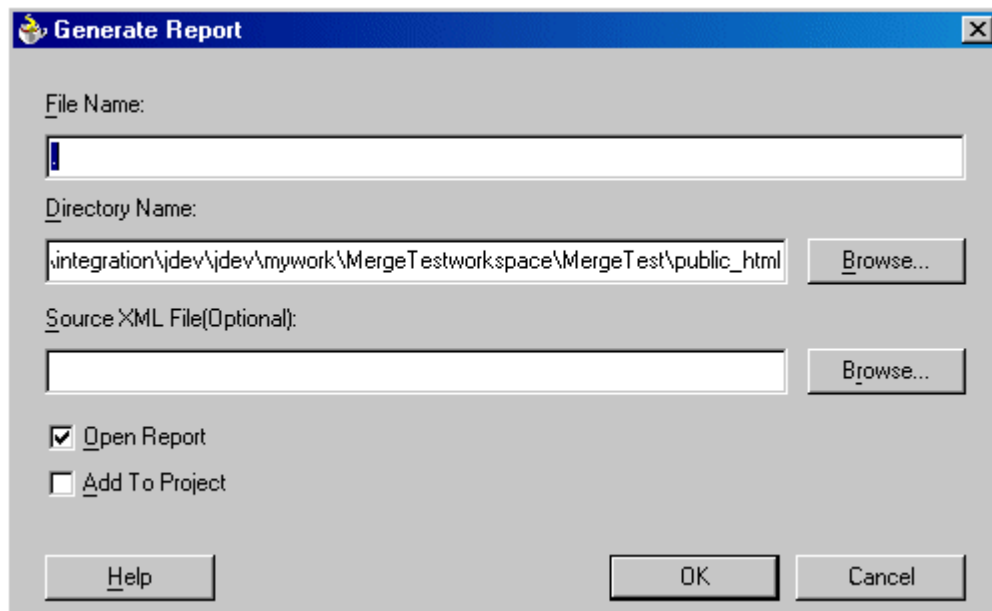 Generate Report
File Name:
.
Directory Name:
\integration\jdev\jdev\mywork\MergeTestworkspace\MergeTest\public_html
Browse...
Source XML File(Optional):
Browse...
Open Report
Add To Project
Help
OK
Cancel